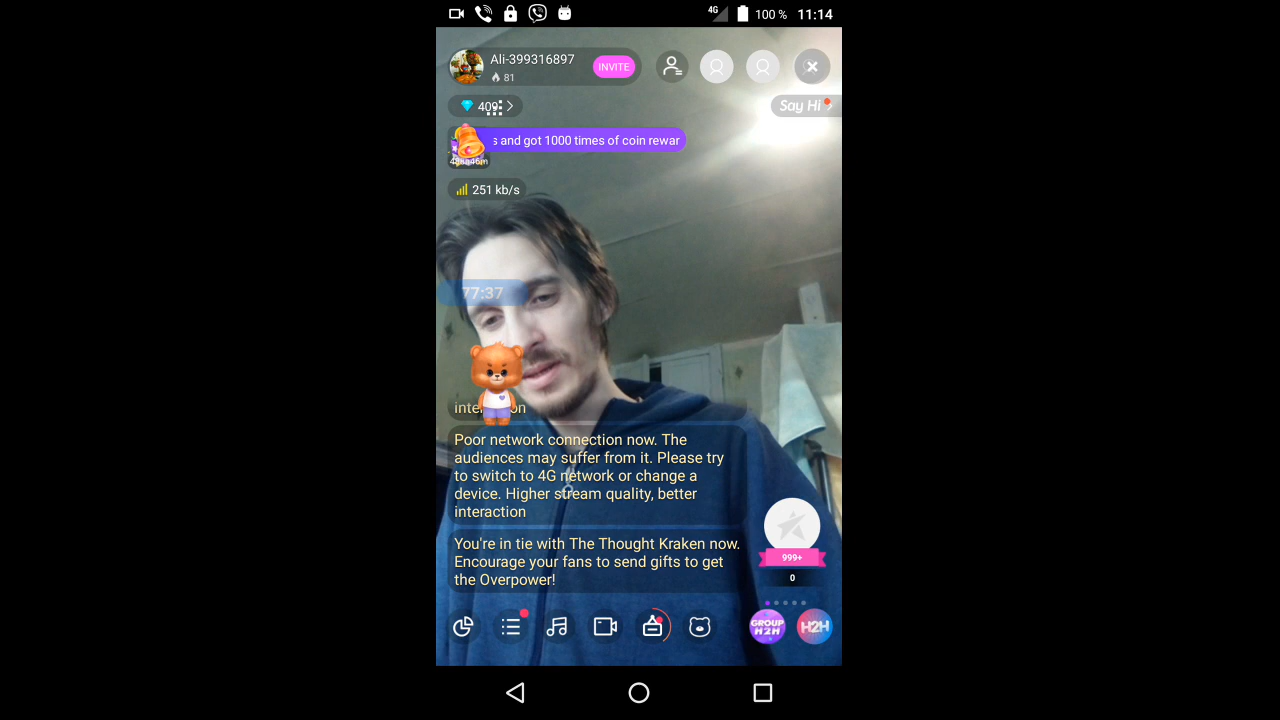 4G 100 % 11:14
Ali-399316897
81
INVITE
409
Say Hi
s and got 1000 times of coin rewar
251 kb/s
77:37
Poor network connection now. The
audiences may suffer from it. Please try
to switch to 4G network or change a
device. Higher stream quality, better
interaction
You're in tie with The Thought Kraken now.
Encourage your fans to send gifts to get
the Overpower!
999+
0
GROUP
H2H
H2H